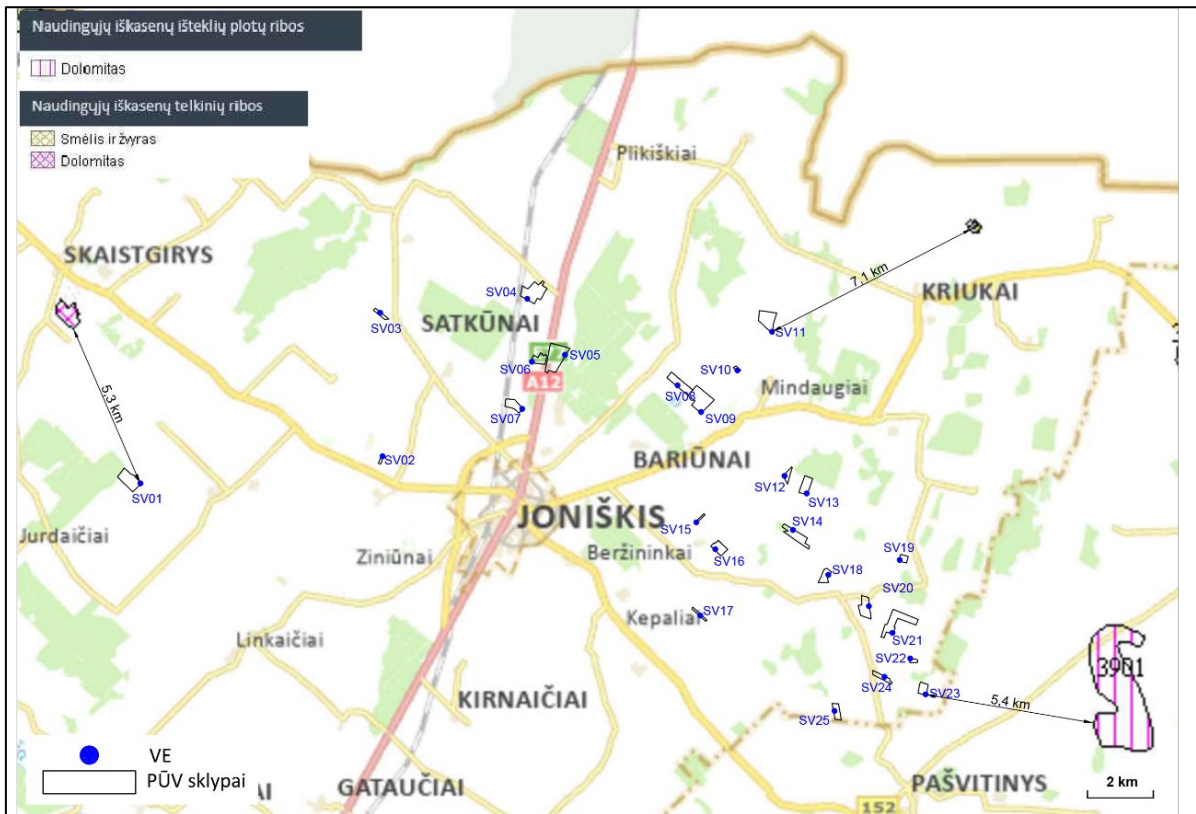 Naudingųjų iškasenų išteklių plotų ribos
Dolomitas
Naudingųjų iškasenų telkinių ribos
Smėlis ir žvyras
Dolomitas
Plikiškiai
SKAISTGIRYS
7,1 km
KRIUKAI
SV04
SV03
SATKŪNAI
SV11
SV05
SV06
A12
SV10
SV08
Mindaugiai
5,3 km
SV07
SV09
SV02
BARIŪNAI
SV01
SV12
SV13
JONIŠKIS
SV15
SV14
Jurdaičiai
Žiniūnai
Beržininkai
SV16
SV19
SV18
SV20
Kepaliai
SV17
Linkaičiai
SV21
SV22
3901
SV24
SV23
5,4 km
KIRNAIČIAI
SV25
VE
PŪV sklypai
GATAUČIAI
AI
PAŠVITINYS
2 km
152